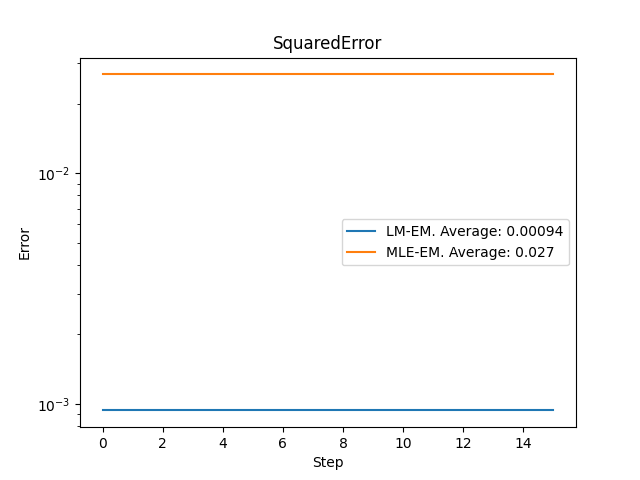 SquaredError
Error
10⁻²
10⁻³
LM-EM. Average: 0.00094
MLE-EM. Average: 0.027
0 2 4 6 8 10 12 14
Step